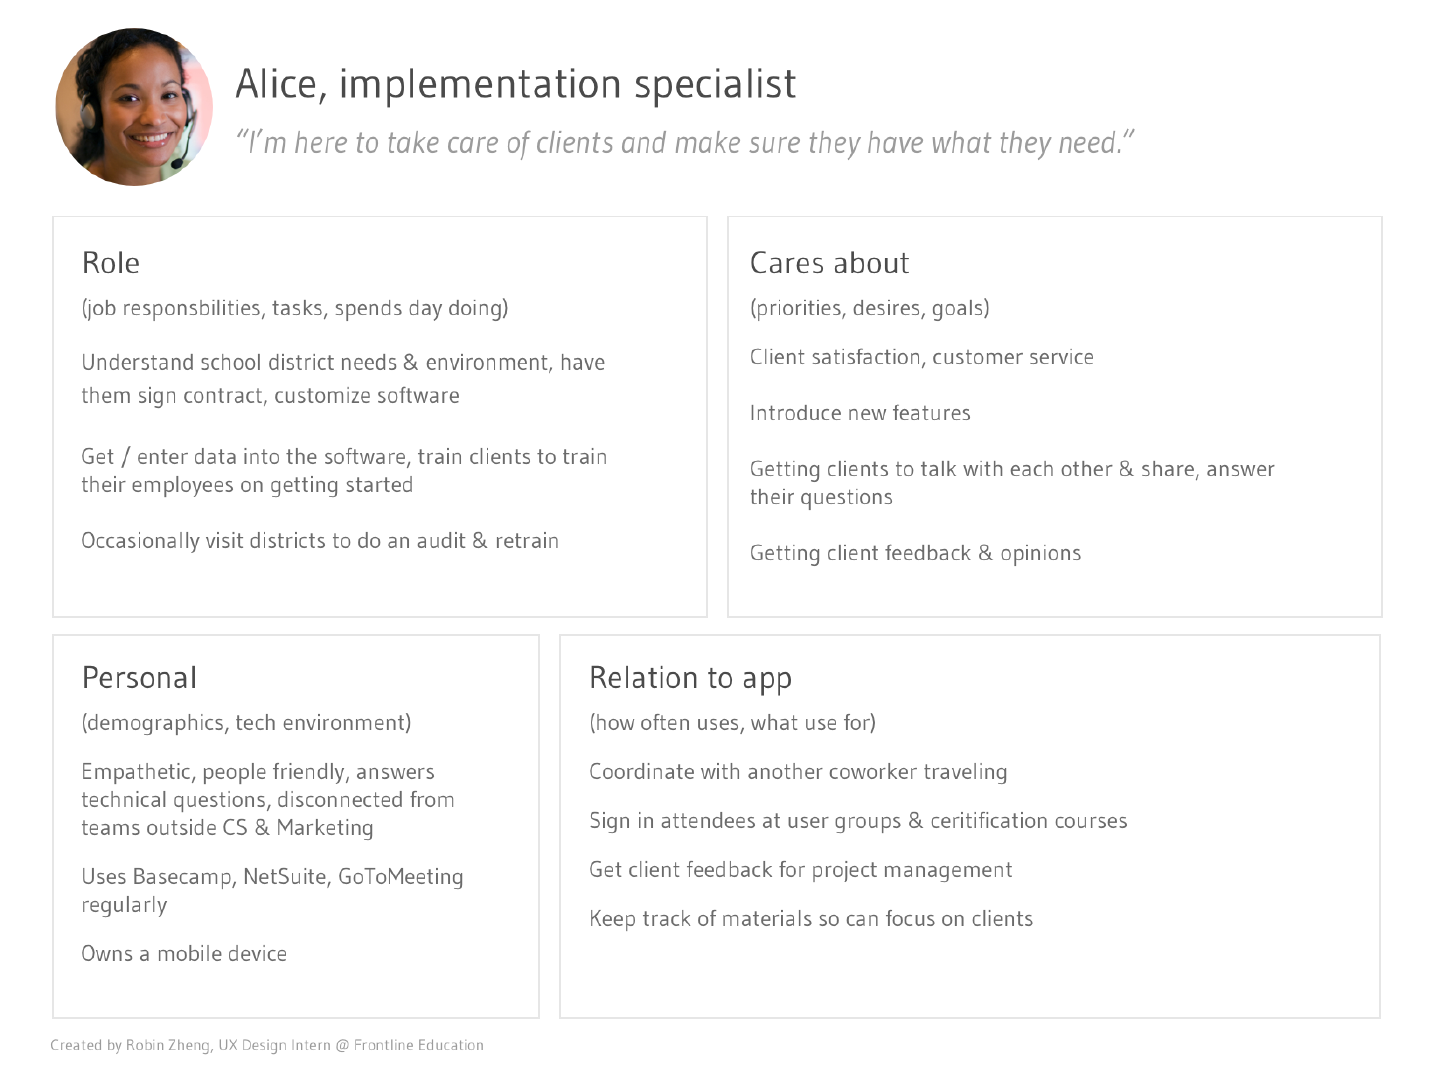 Alice, implementation specialist
“I’m here to take care of clients and make sure they have what they need.”
Role
(job responsbilities, tasks, spends day doing)
Understand school district needs & environment, have
them sign contract, customize software
Get / enter data into the software, train clients to train
their employees on getting started
Occasionally visit districts to do an audit & retrain
Cares about
(priorities, desires, goals)
Client satisfaction, customer service
Introduce new features
Getting clients to talk with each other & share, answer
their questions
Getting client feedback & opinions
Personal
(demographics, tech environment)
Empathetic, people friendly, answers
technical questions, disconnected from
teams outside CS & Marketing
Uses Basecamp, NetSuite, GoToMeeting
regularly
Owns a mobile device
Relation to app
(how often uses, what use for)
Coordinate with another coworker traveling
Sign in attendees at user groups & ceritification courses
Get client feedback for project management
Keep track of materials so can focus on clients
Created by Robin Zheng, UX Design Intern @ Frontline Education